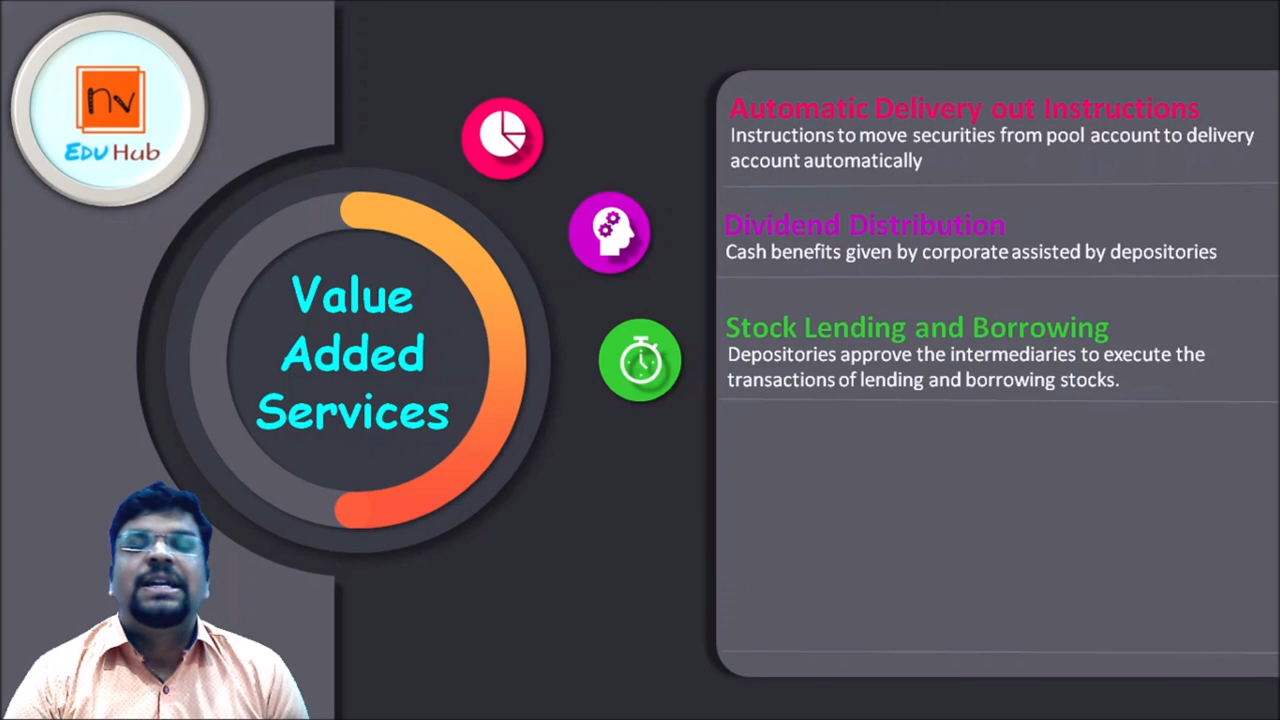 nv
EDU Hub
Value
Added
Services
Automatic Delivery out Instructions
Instructions to move securities from pool account to delivery
account automatically
Dividend Distribution
Cash benefits given by corporate assisted by depositories
Stock Lending and Borrowing
Depositories approve the intermediaries to execute the
transactions of lending and borrowing stocks.